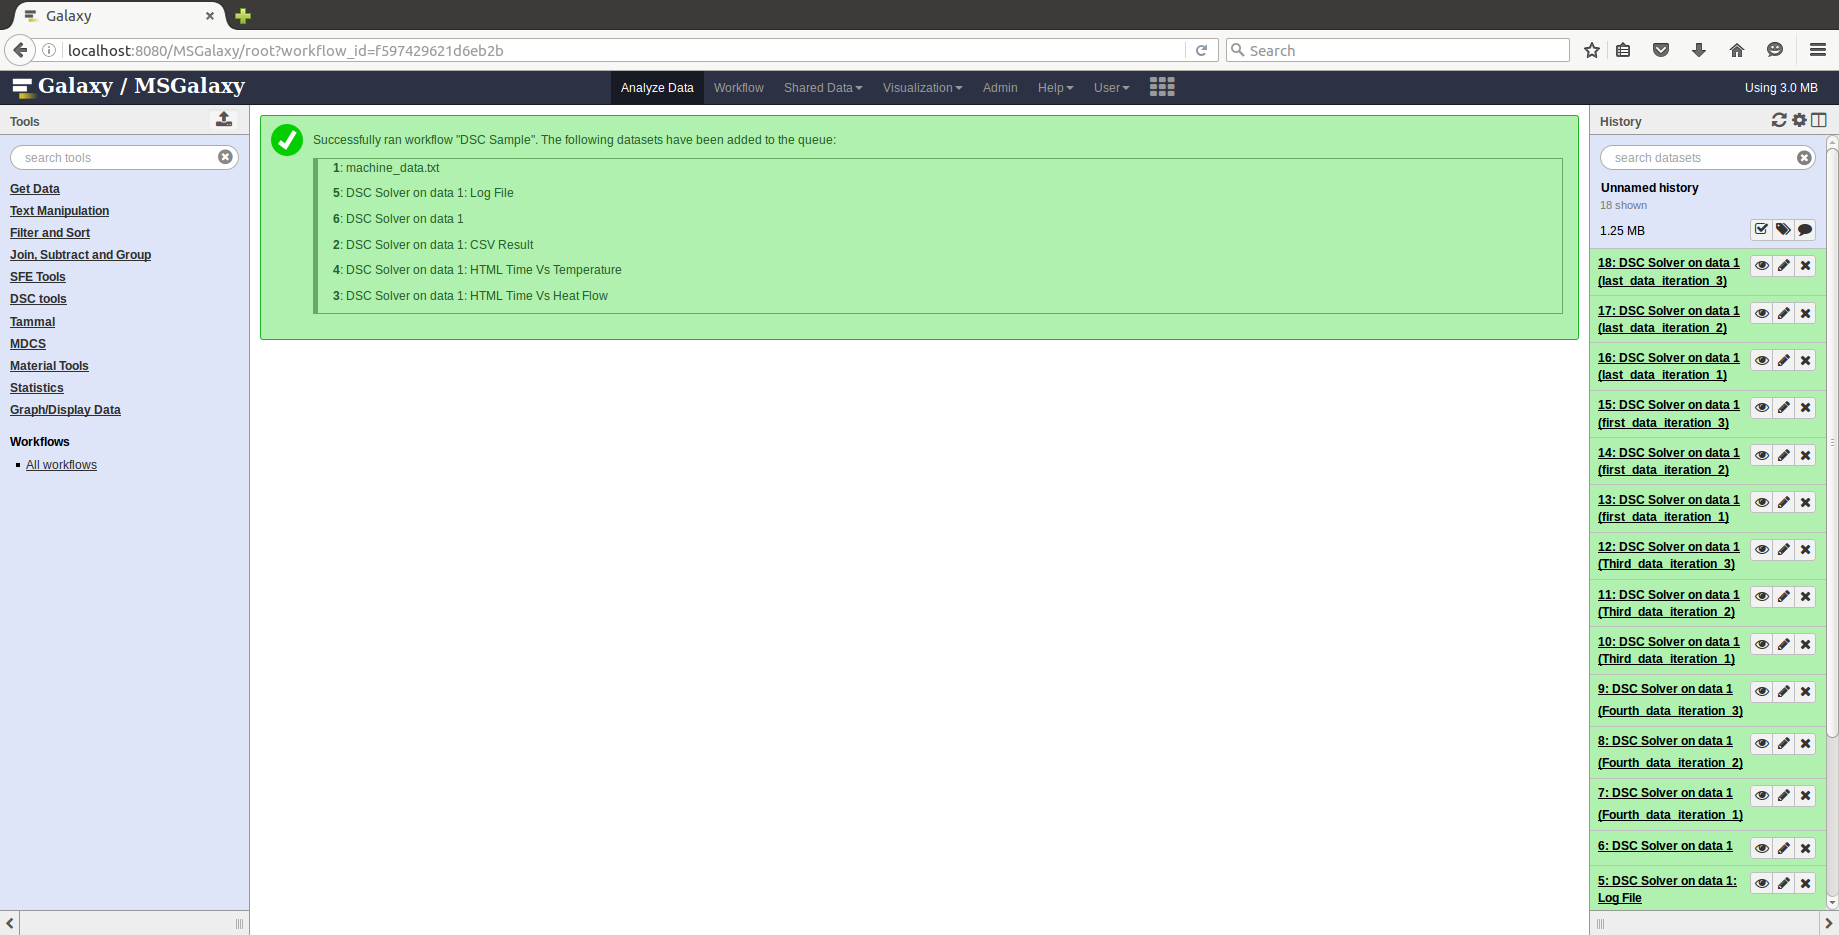 Galaxy
localhost:8080/MSGalaxy/root?workflow_id=f597429621d6eb2b
Search
Galaxy / MSGalaxy
Analyze Data
Workflow
Shared Data
Visualization
Admin
Help
User
Using 3.0 MB
Tools
search tools
Get Data
Text Manipulation
Filter and Sort
Join, Subtract and Group
SFE Tools
DSC tools
Tammal
MDCS
Material Tools
Statistics
Graph/Display Data
Workflows
All workflows
Successfully ran workflow "DSC Sample". The following datasets have been added to the queue:
1: machine_data.txt
5: DSC Solver on data 1: Log File
6: DSC Solver on data 1
2: DSC Solver on data 1: CSV Result
4: DSC Solver on data 1: HTML Time Vs Temperature
3: DSC Solver on data 1: HTML Time Vs Heat Flow
History
search datasets
Unnamed history
18 shown
1.25 MB
18: DSC Solver on data 1
(last_data_iteration_3)
17: DSC Solver on data 1
(last_data_iteration_2)
16: DSC Solver on data 1
(last_data_iteration_1)
15: DSC Solver on data 1
(first_data_iteration_3)
14: DSC Solver on data 1
(first_data_iteration_2)
13: DSC Solver on data 1
(first_data_iteration_1)
12: DSC Solver on data 1
(Third_data_iteration_3)
11: DSC Solver on data 1
(Third_data_iteration_2)
10: DSC Solver on data 1
(Third_data_iteration_1)
9: DSC Solver on data 1
(Fourth_data_iteration_3)
8: DSC Solver on data 1
(Fourth_data_iteration_2)
7: DSC Solver on data 1
(Fourth_data_iteration_1)
6: DSC Solver on data 1
5: DSC Solver on data 1:
Log File